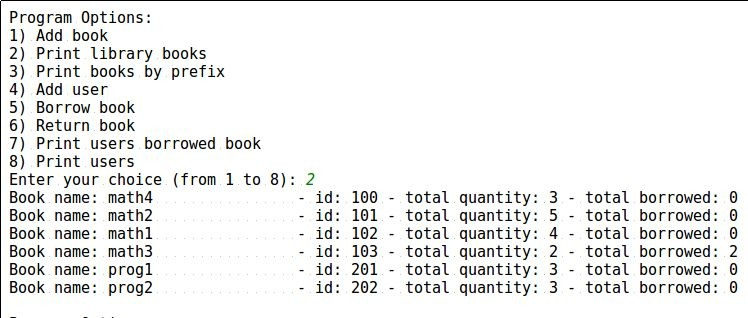 Program Options:
1) Add book
2) Print library books
3) Print books by prefix
4) Add user
5) Borrow book
6) Return book
7) Print users borrowed book
8) Print users
Enter your choice (from 1 to 8): 2
Book name: math4                - id: 100 - total quantity: 3 - total borrowed: 0
Book name: math2                - id: 101 - total quantity: 5 - total borrowed: 0
Book name: math1                - id: 102 - total quantity: 4 - total borrowed: 0
Book name: math3                - id: 103 - total quantity: 2 - total borrowed: 2
Book name: prog1                - id: 201 - total quantity: 3 - total borrowed: 0
Book name: prog2                - id: 202 - total quantity: 3 - total borrowed: 0